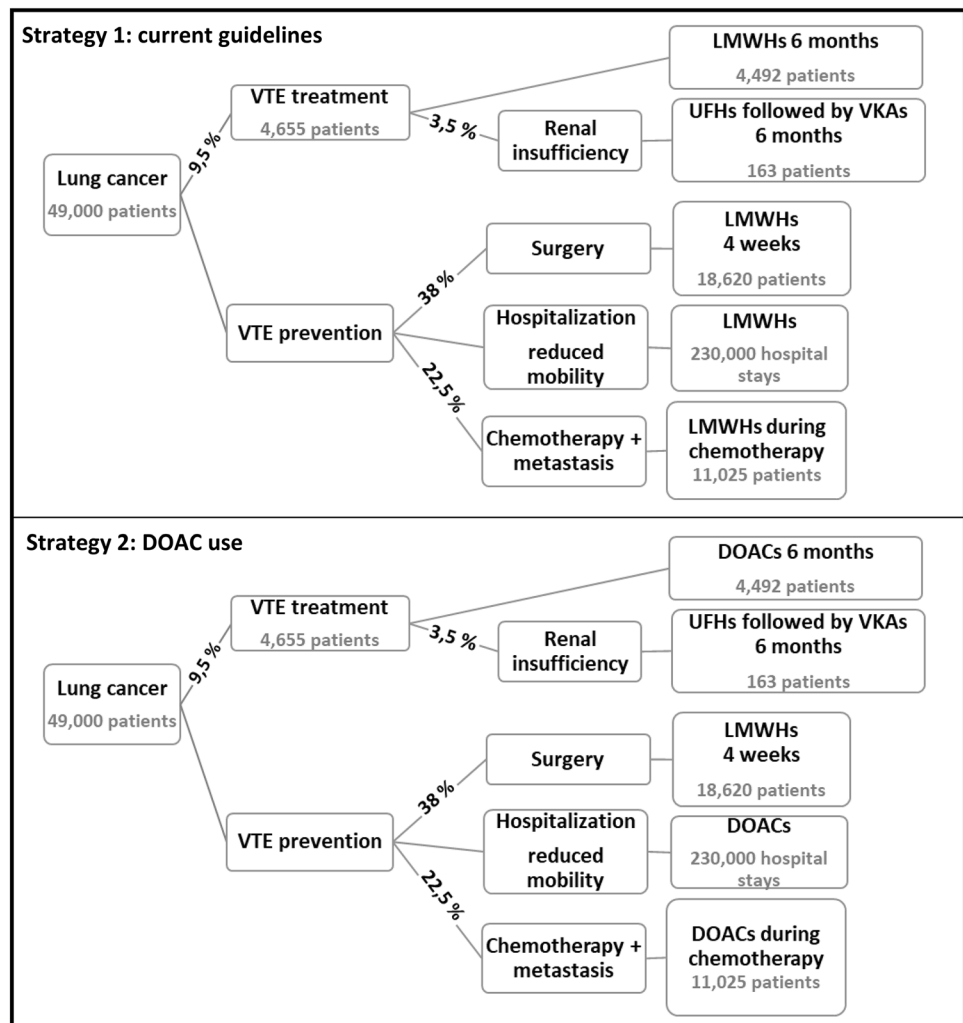 Strategy 1: current guidelines
LMWHs 6 months
4,492 patients
VTE treatment
4,655 patients
9,5 %
3,5 %
Renal
insufficiency
UFHs followed by VKAs
6 months
163 patients
Lung cancer
49,000 patients
VTE prevention
38 %
Surgery
LMWHs
4 weeks
18,620 patients
Hospitalization
reduced
mobility
LMWHs
230,000 hospital
stays
22,5 %
Chemotherapy +
metastasis
LMWHs during
chemotherapy
11,025 patients
Strategy 2: DOAC use
DOACs 6 months
4,492 patients
VTE treatment
4,655 patients
9,5 %
3,5 %
Renal
insufficiency
UFHs followed by VKAs
6 months
163 patients
Lung cancer
49,000 patients
VTE prevention
38 %
Surgery
LMWHs
4 weeks
18,620 patients
Hospitalization
reduced
mobility
DOACs
230,000 hospital
stays
22,5 %
Chemotherapy +
metastasis
DOACs during
chemotherapy
11,025 patients